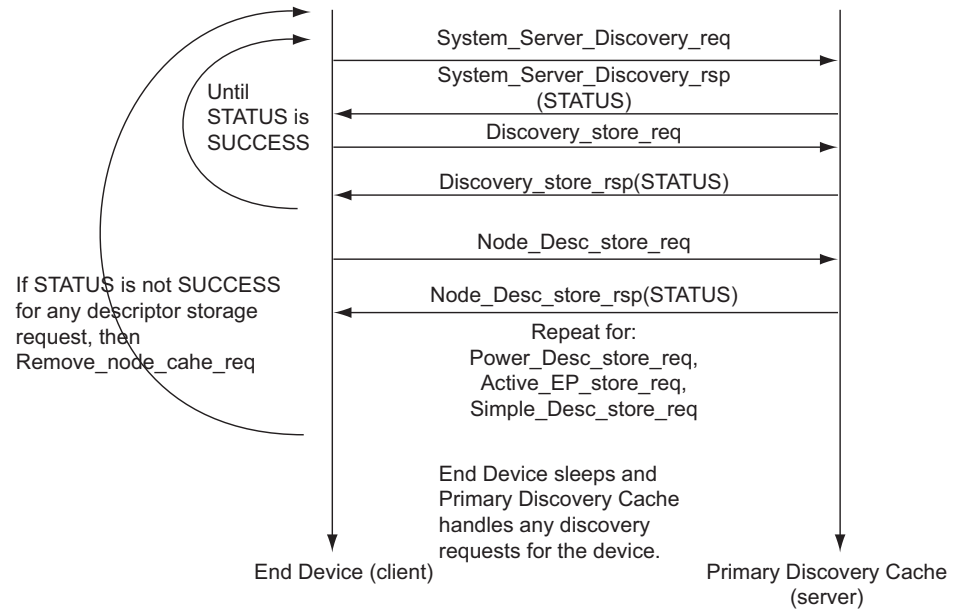 System_Server_Discovery_req
System_Server_Discovery_rsp
(STATUS)
Until
STATUS is
SUCCESS
Discovery_store_req
Discovery_store_rsp(STATUS)
Node_Desc_store_req
If STATUS is not SUCCESS
for any descriptor storage
request, then
Remove_node_cahe_req
Node_Desc_store_rsp(STATUS)
Repeat for:
Power_Desc_store_req,
Active_EP_store_req,
Simple_Desc_store_req
End Device sleeps and
Primary Discovery Cache
handles any discovery
requests for the device.
End Device (client)
Primary Discovery Cache
(server)